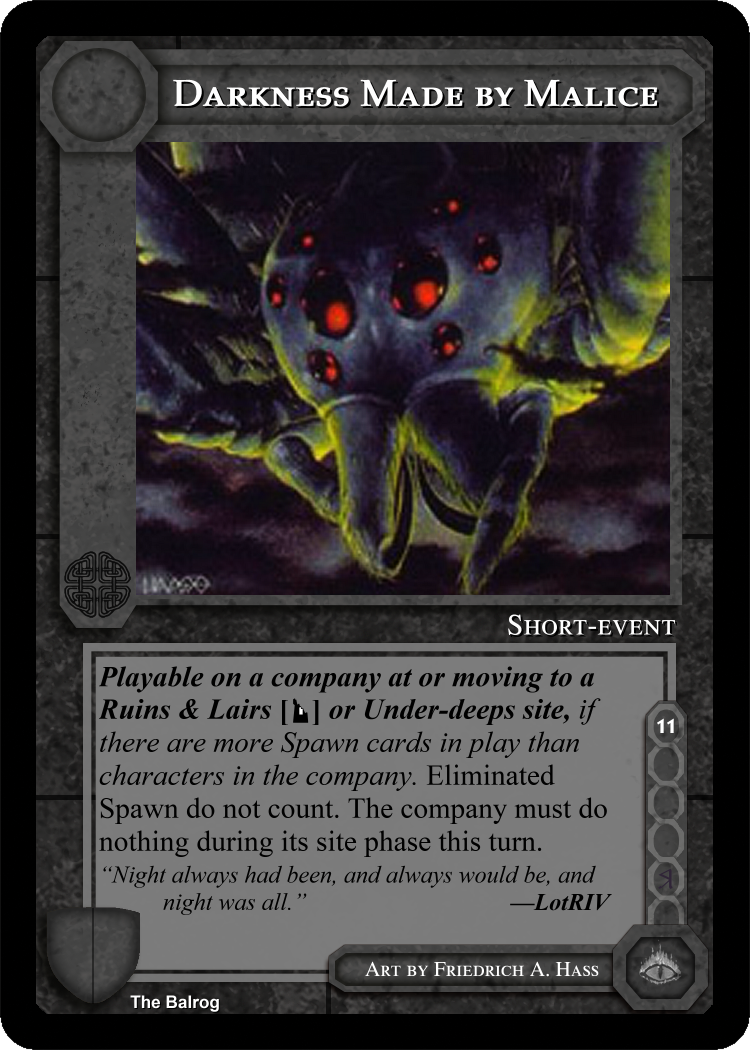 Darkness Made by Malice
Short-event
Playable on a company at or moving to a
Ruins & Lairs [ ] or Under-deeps site, if
there are more Spawn cards in play than
characters in the company. Eliminated
Spawn do not count. The company must do
nothing during its site phase this turn.
“Night always had been, and always would be, and
night was all.” —LotRIV
11
Art by Friedrich A. Hass
The Balrog